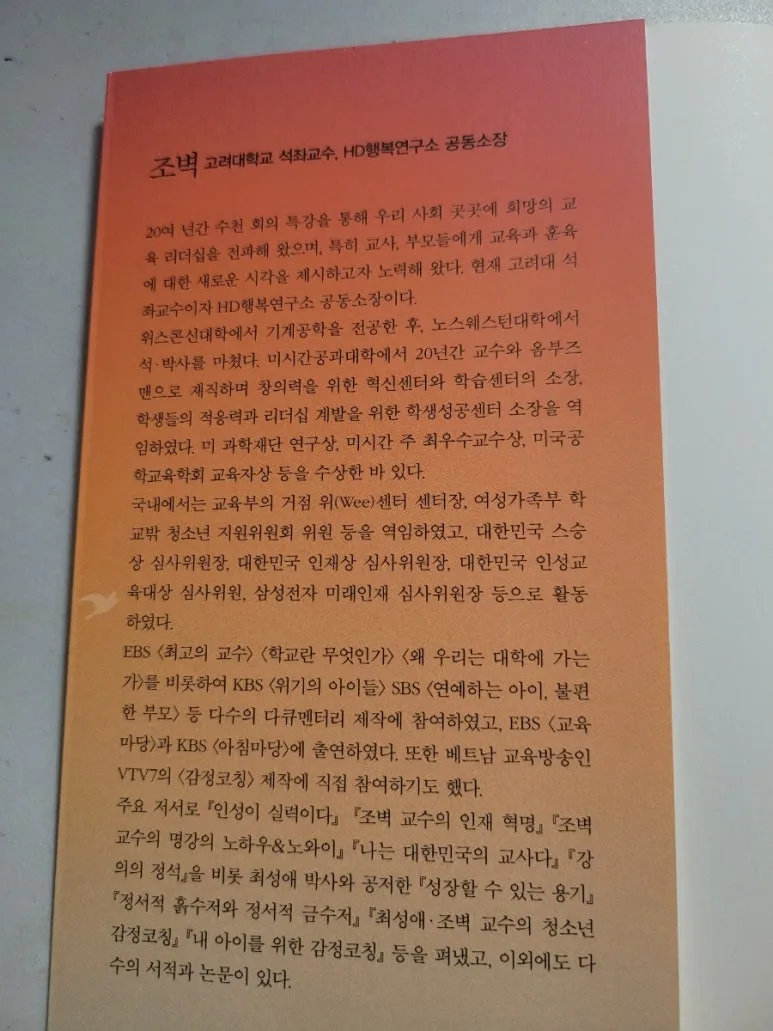 조벽 고려대학교 석좌교수, HD행복연구소 공동소장
20여 년간 수천 회의 특강을 통해 우리 사회 곳곳에 희망의 교
육 리더십을 전파해 왔으며, 특히 교사, 부모들에게 교육과 훈육
에 대한 새로운 시각을 제시하고자 노력해 왔다. 현재 고려대 석
좌교수이자 HD행복연구소 공동소장이다.
위스콘신대학에서 기계공학을 전공한 후, 노스웨스턴대학에서
석·박사를 마쳤다. 미시간공과대학에서 20년간 교수와 옴부즈
맨으로 재직하며 창의력을 위한 혁신센터와 학습센터의 소장,
학생들의 적응력과 리더십 계발을 위한 학생성공센터 소장을 역
임하였다. 미 과학재단 연구상, 미시간 주 최우수교수상, 미국공
학교육학회 교육자상 등을 수상한 바 있다.
국내에서는 교육부의 거점 위(Wee)센터 센터장, 여성가족부 학
교밖 청소년 지원위원회 위원 등을 역임하였고, 대한민국 스승
상 심사위원장, 대한민국 인재상 심사위원장, 대한민국 인성교
육대상 심사위원, 삼성전자 미래인재 심사위원장 등으로 활동
하였다.
EBS 〈최고의 교수〉 〈학교란 무엇인가〉 〈왜 우리는 대학에 가는
가〉를 비롯하여 KBS 〈위기의 아이들〉 SBS 〈연예하는 아이, 불편
한 부모〉 등 다수의 다큐멘터리 제작에 참여하였고, EBS 〈교육
마당〉과 KBS 〈아침마당〉에 출연하였다. 또한 베트남 교육방송인
VTV7의 〈감정코칭〉 제작에 직접 참여하기도 했다.
주요 저서로 『인성이 실력이다』 『조벽 교수의 인재 혁명』 『조벽
교수의 명강의 노하우&노와이』 『나는 대한민국의 교사다』 『강
의의 정석』을 비롯 최성애 박사와 공저한 『성장할 수 있는 용기』
『정서적 흙수저와 정서적 금수저』 『최성애·조벽 교수의 청소년
감정코칭』 『내 아이를 위한 감정코칭』 등을 펴냈고, 이외에도 다
수의 서적과 논문이 있다.